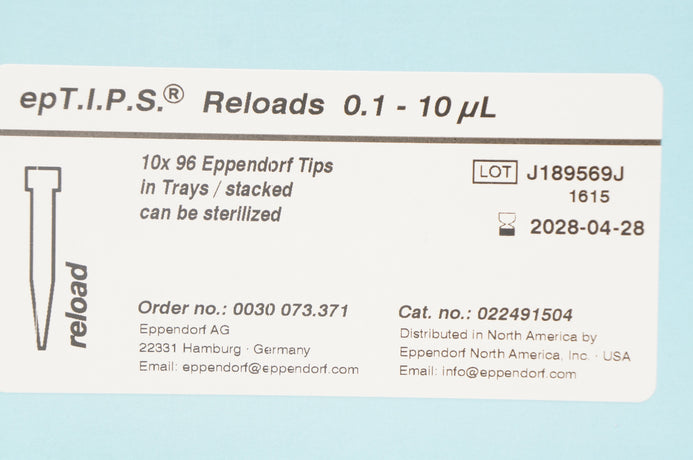 epT.I.P.S.® Reloads 0.1 - 10 µL
10x 96 Eppendorf Tips
in Trays / stacked
can be sterilized
LOT J189569J
1615
2028-04-28
reload
Order no.: 0030 073.371
Eppendorf AG
22331 Hamburg · Germany
Email: eppendorf@eppendorf.com
Cat. no.: 022491504
Distributed in North America by
Eppendorf North America, Inc. · USA
Email: info@eppendorf.com